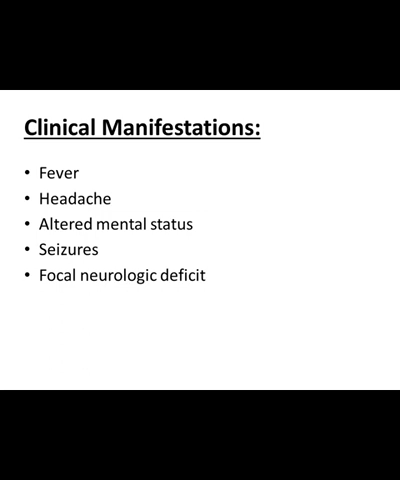 Clinical Manifestations:
• Fever
• Headache
• Altered mental status
• Seizures
• Focal neurologic deficit